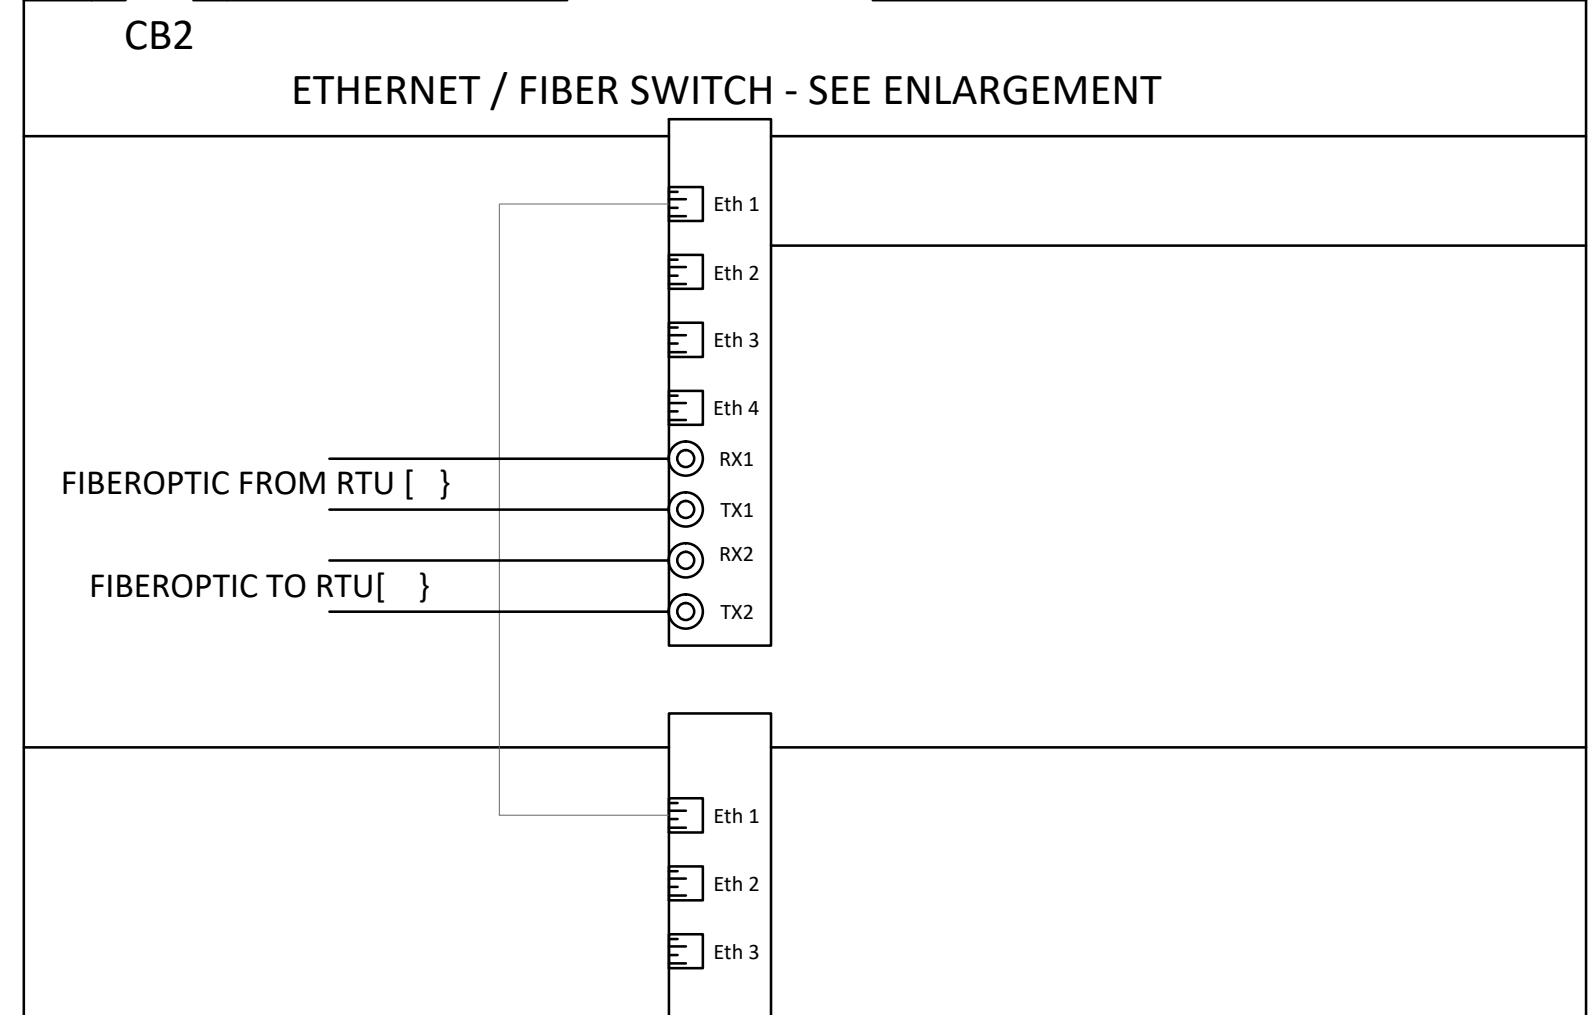 CB2
ETHERNET / FIBER SWITCH - SEE ENLARGEMENT
Eth 1
Eth 2
Eth 3
Eth 4
RX1
FIBEROPTIC FROM RTU [   }
TX1
RX2
FIBEROPTIC TO RTU[   }
TX2
Eth 1
Eth 2
Eth 3